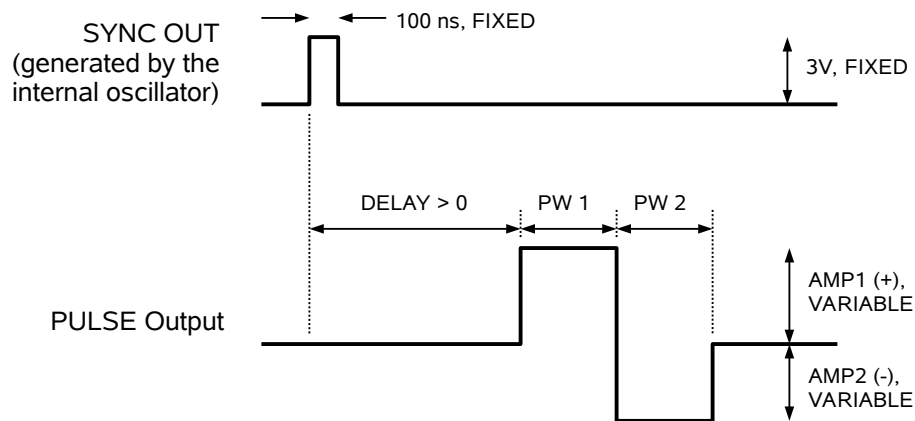 100 ns, FIXED
SYNC OUT
(generated by the
internal oscillator)
3V, FIXED
DELAY > 0
PW 1
PW 2
AMP1 (+),
VARIABLE
PULSE Output
AMP2 (-),
VARIABLE